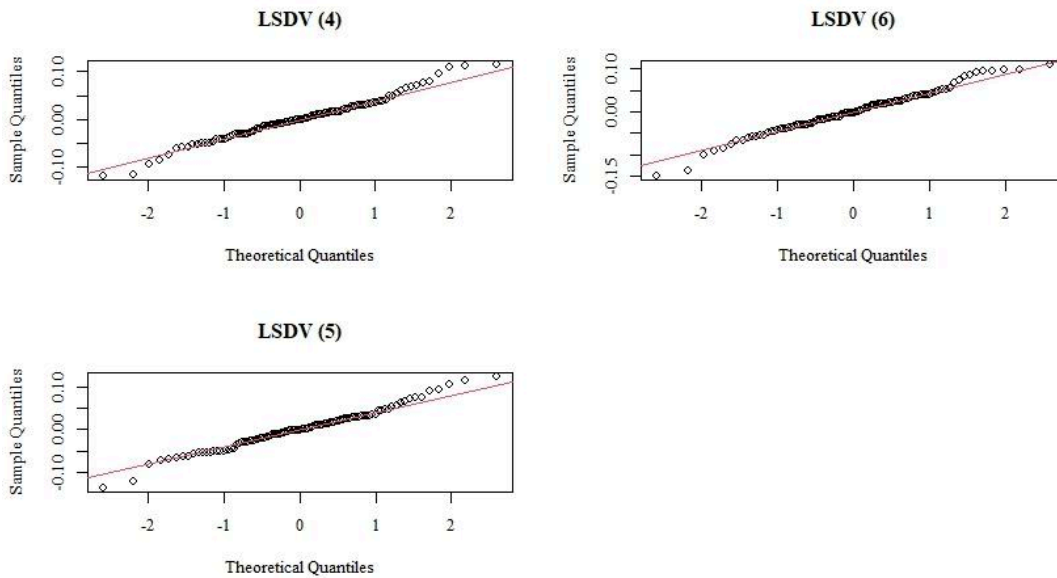 LSDV (4)
Sample Quantiles
0.10
0.00
-0.10
-2 -1 0 1 2
Theoretical Quantiles
LSDV (6)
Sample Quantiles
0.10
0.00
-0.15
-2 -1 0 1 2
Theoretical Quantiles
LSDV (5)
Sample Quantiles
0.10
0.00
-0.10
-2 -1 0 1 2
Theoretical Quantiles